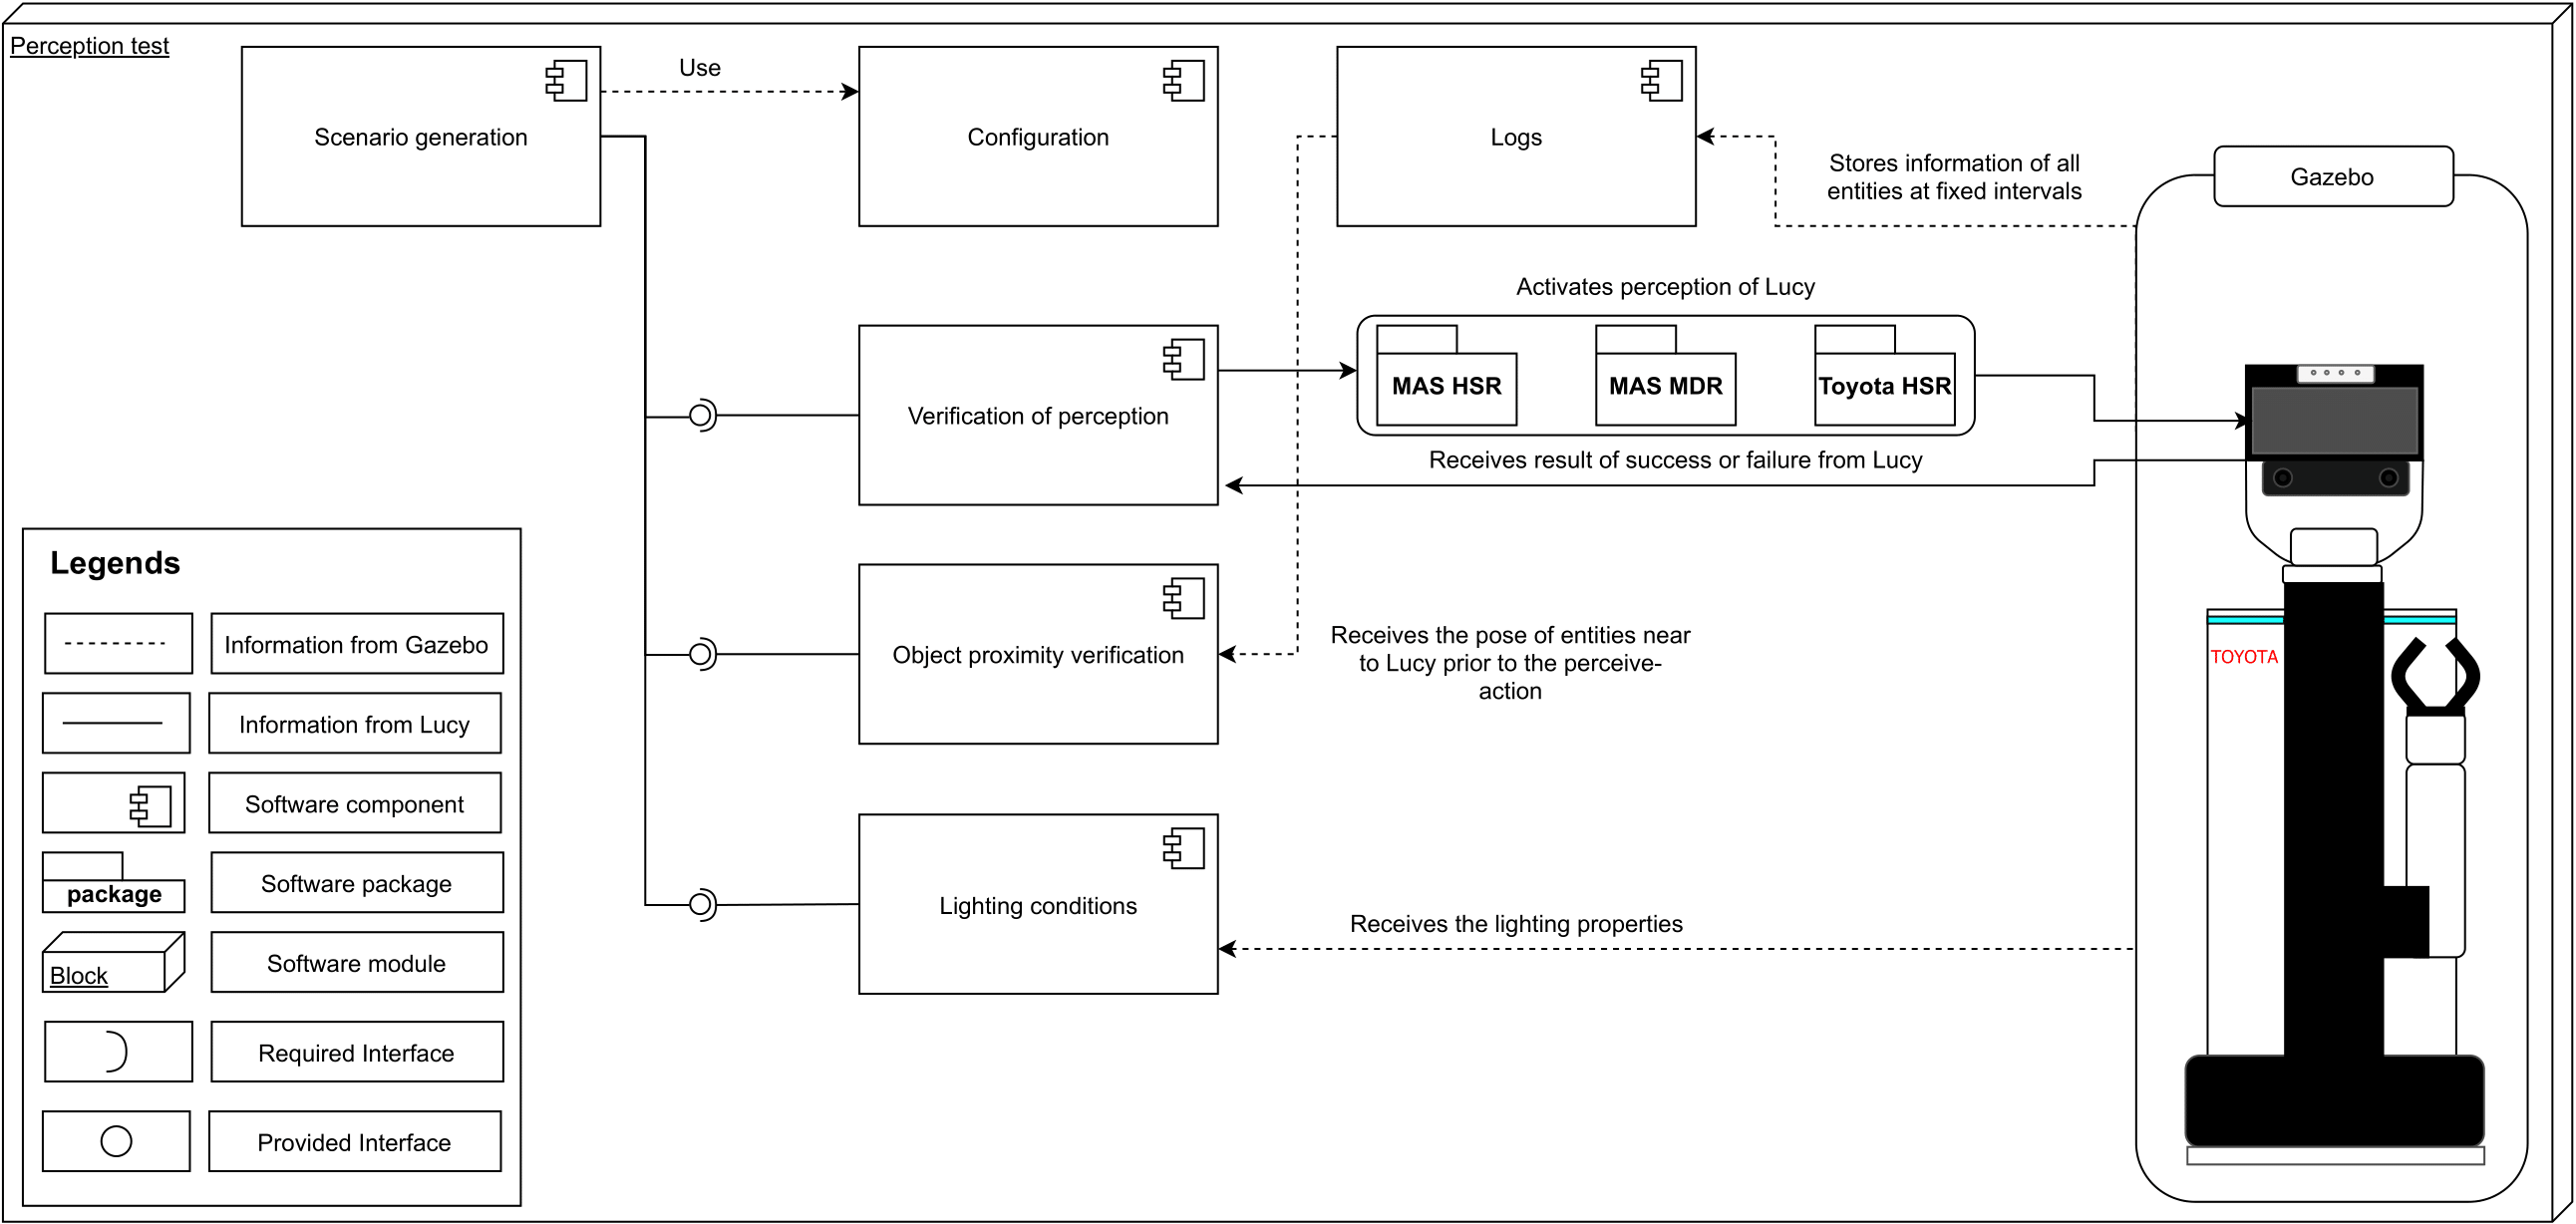 Perception test
Scenario generation
Use
Configuration
Logs
Stores information of all
entities at fixed intervals
Gazebo
Activates perception of Lucy
MAS HSR
MAS MDR
Toyota HSR
Verification of perception
Receives result of success or failure from Lucy
Object proximity verification
Receives the pose of entities near
to Lucy prior to the perceive-
action
TOYOTA
Lighting conditions
Receives the lighting properties
Legends
Information from Gazebo
Information from Lucy
Software component
package
Software package
Block
Software module
Required Interface
Provided Interface